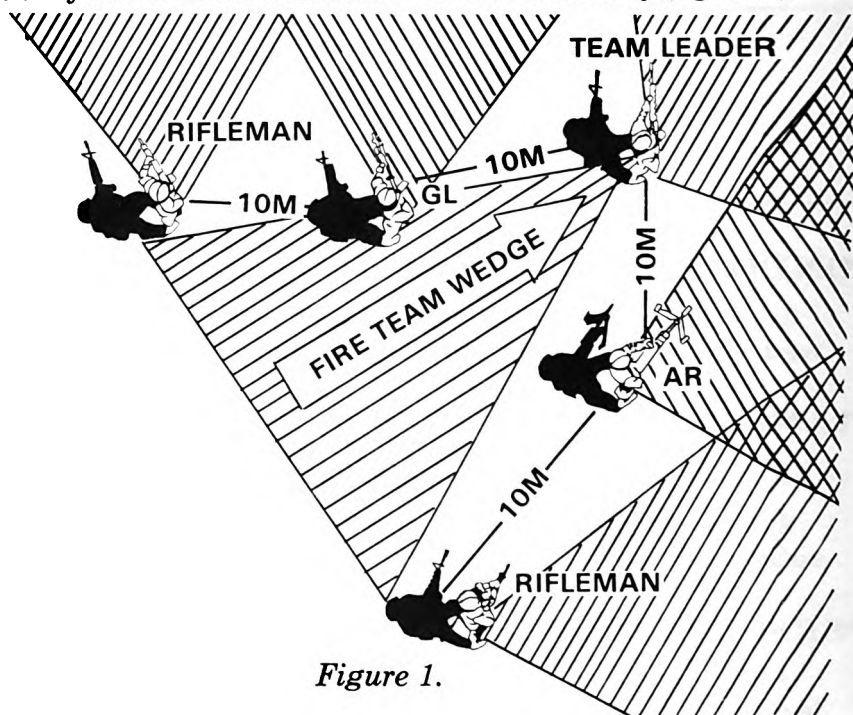 TEAM LEADER
RIFLEMAN
10M
GL
10M
10M
FIRE TEAM WEDGE
AR
10M
RIFLEMAN
Figure 1.